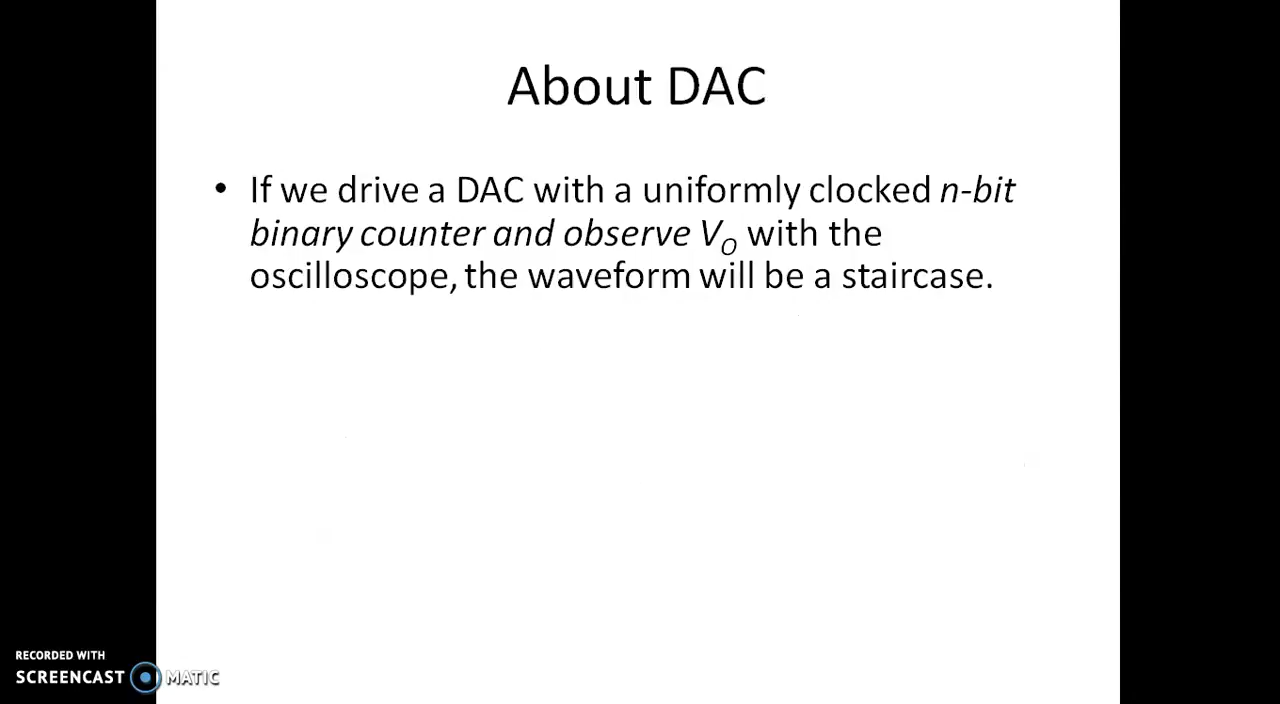 About DAC
• If we drive a DAC with a uniformly clocked n-bit
binary counter and observe VO with the
oscilloscope, the waveform will be a staircase.
RECORDED WITH
SCREENCAST MATIC